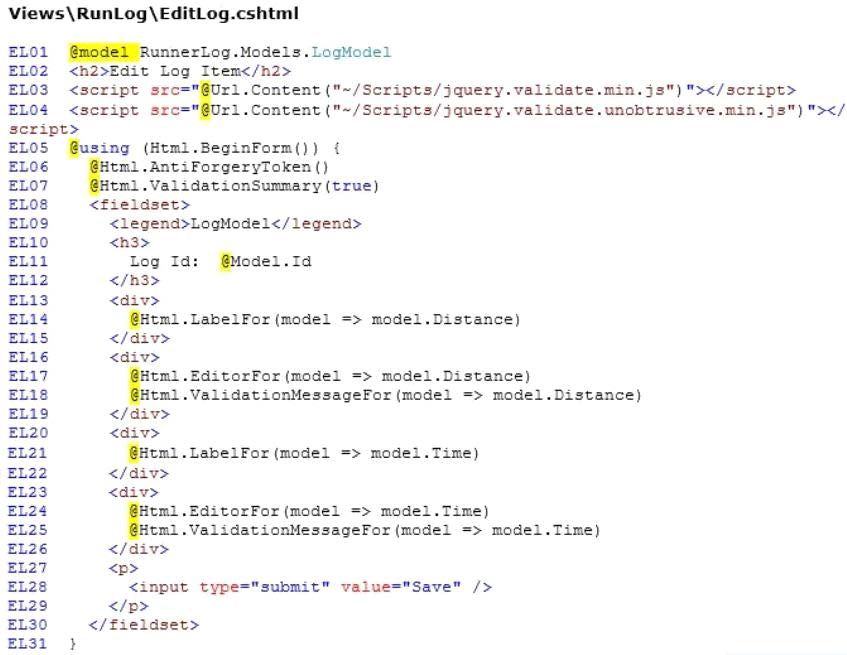 Views\RunLog\EditLog.cshtml
EL01 @model RunnerLog.Models.LogModel
EL02 <h2>Edit Log Item</h2>
EL03 <script src="@Url.Content("~/Scripts/jquery.validate.min.js")"></script>
EL04 <script src="@Url.Content("~/Scripts/jquery.validate.unobtrusive.min.js")"></
script>
EL05 @using (Html.BeginForm()) {
EL06 @Html.AntiForgeryToken()
EL07 @Html.ValidationSummary(true)
EL08 <fieldset>
EL09 <legend>LogModel</legend>
EL10 <h3>
EL11 Log Id: @Model.Id
EL12 </h3>
EL13 <div>
EL14 @Html.LabelFor(model => model.Distance)
EL15 </div>
EL16 <div>
EL17 @Html.EditorFor(model => model.Distance)
EL18 @Html.ValidationMessageFor(model => model.Distance)
EL19 </div>
EL20 <div>
EL21 @Html.LabelFor(model => model.Time)
EL22 </div>
EL23 <div>
EL24 @Html.EditorFor(model => model.Time)
EL25 @Html.ValidationMessageFor(model => model.Time)
EL26 </div>
EL27 <p>
EL28 <input type="submit" value="Save" />
EL29 </p>
EL30 </fieldset>
EL31 }